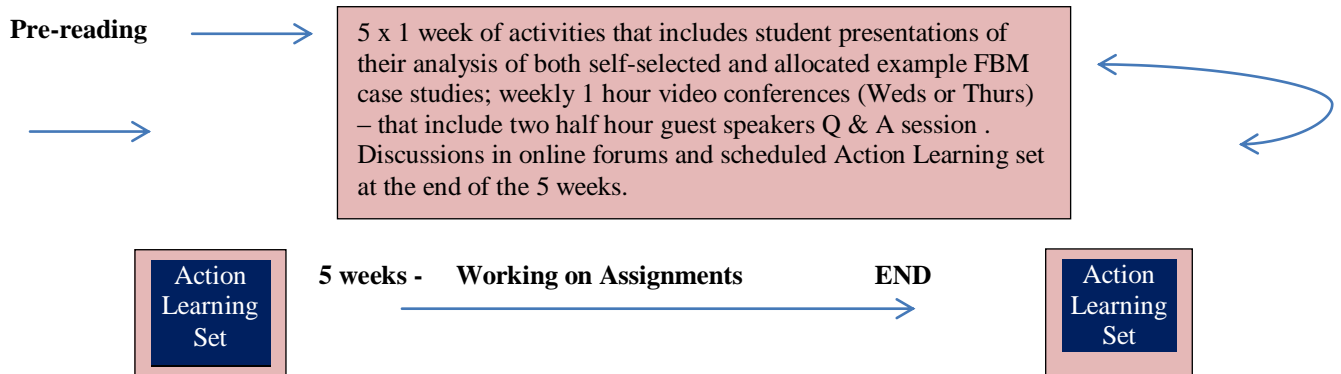 Pre-reading
5 x 1 week of activities that includes student presentations of
their analysis of both self-selected and allocated example FBM
case studies; weekly 1 hour video conferences (Weds or Thurs)
– that include two half hour guest speakers Q & A session .
Discussions in online forums and scheduled Action Learning set
at the end of the 5 weeks.
Action
Learning
Set
5 weeks - Working on Assignments END
Action
Learning
Set